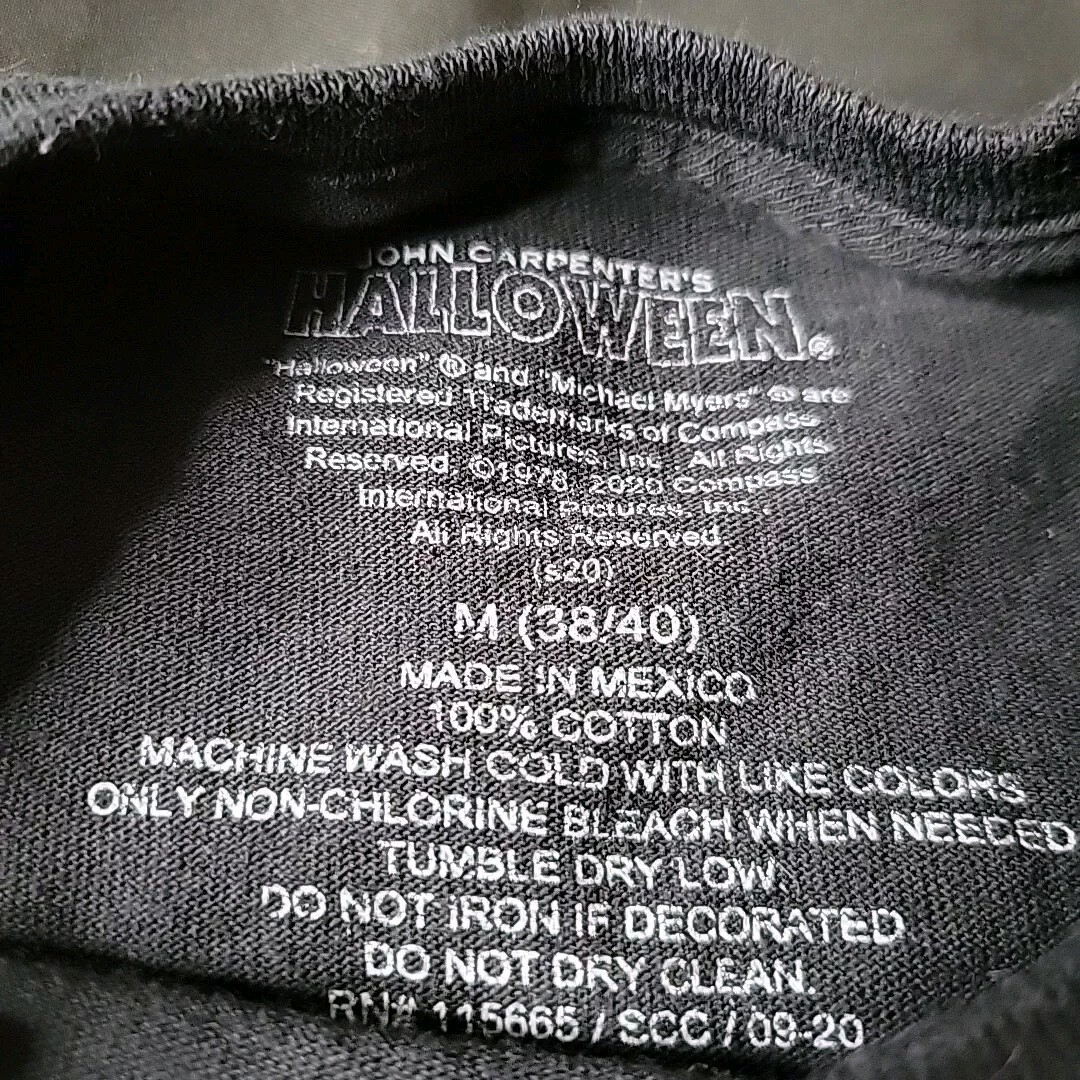 JOHN CARPENTER'S
HALLOWEEN®
"Halloween" ® and "Michael Myers" ® are
Registered Trademarks of Compass
International Pictures, Inc. All Rights
Reserved. ©1978, 2020 Compass
International Pictures, Inc.
All Rights Reserved.
(s20)
M (38/40)
MADE IN MEXICO
100% COTTON
MACHINE WASH COLD WITH LIKE COLORS
ONLY NON-CHLORINE BLEACH WHEN NEEDED
TUMBLE DRY LOW.
DO NOT IRON IF DECORATED
DO NOT DRY CLEAN.
RN# 115665 / SCC / 09-20